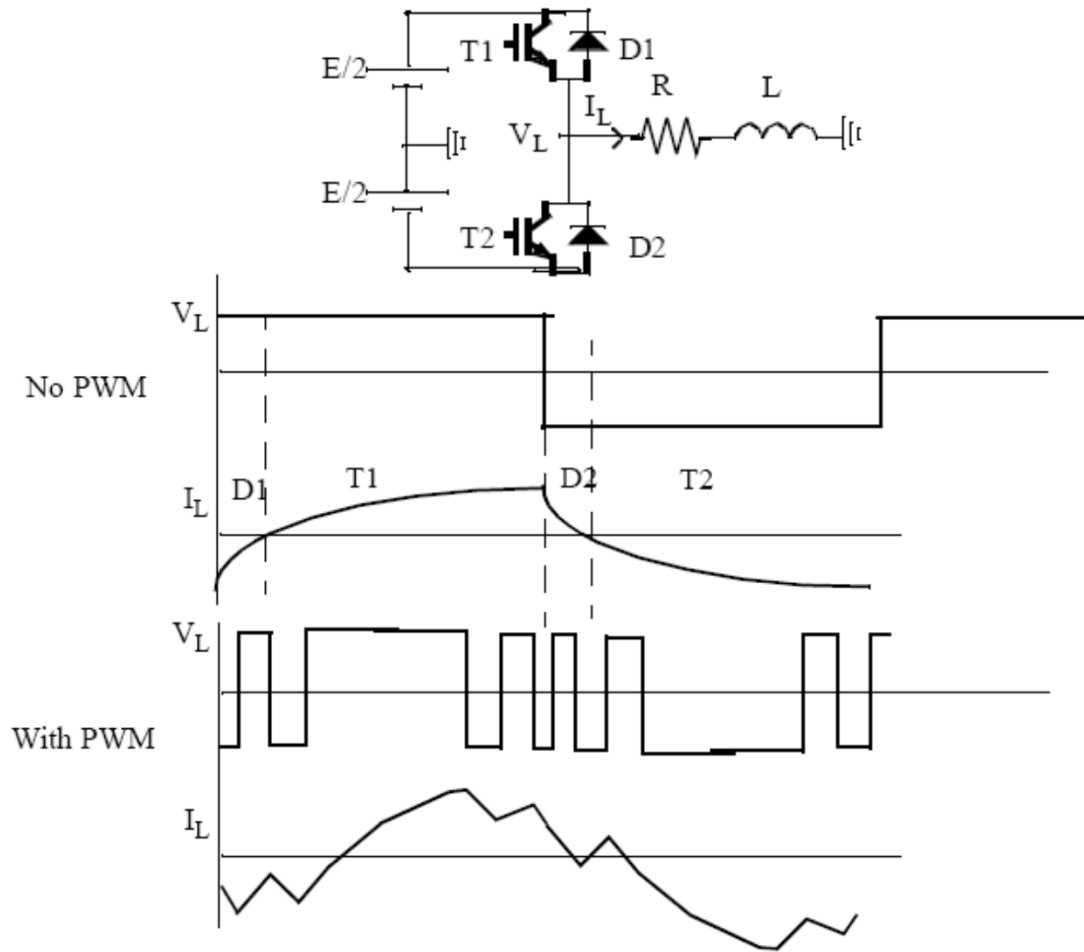 T1
D1
E/2
R
L
I_L
V_L
E/2
T2
D2
V_L
No PWM
D1
T1
D2
T2
I_L
V_L
With PWM
I_L